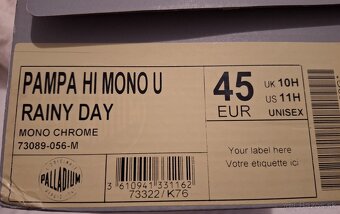 PAMPA HI MONO U
RAINY DAY
MONO CHROME
73089-056-M
45
EUR
UK 10H
US 11H
UNISEX
PALLADIUM
3 610941 331162
73322/K76
Your label here
Votre etiquette ici